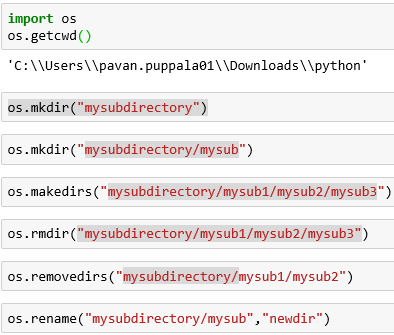 import os
os.getcwd()
'C:\\Users\\pavan.puppala01\\Downloads\\python'
os.mkdir("mysubdirectory")
os.mkdir("mysubdirectory/mysub")
os.makedirs("mysubdirectory/mysub1/mysub2/mysub3")
os.rmdir("mysubdirectory/mysub1/mysub2/mysub3")
os.removedirs("mysubdirectory/mysub1/mysub2")
os.rename("mysubdirectory/mysub","newdir")